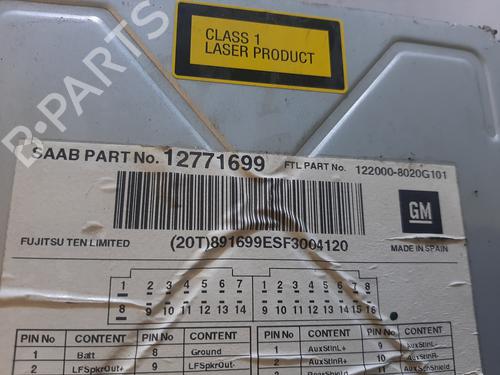 CLASS 1
LASER PRODUCT
B-PARTS
SAAB PART No. 12771699 FTL PART No. 122000-8020G101
GM
FUJITSU TEN LIMITED (20T)891699ESF3004120 MADE IN SPAIN
1 2 3 4 5 6 7 1 2 3 4 5 6 7 8
8 9 10 11 12 13 14 9 10 11 12 13 14 15 16
PIN No CONTENT PIN No CONTENT PIN No CONTENT PIN No CONTENT
1 Batt 8 Ground 1 AuxStInL+ 9 AuxStInL-
2 LFSpkrOut+ 9 LFSpkrOut- 2 AuxStInR+ 10 AuxStInR-
11